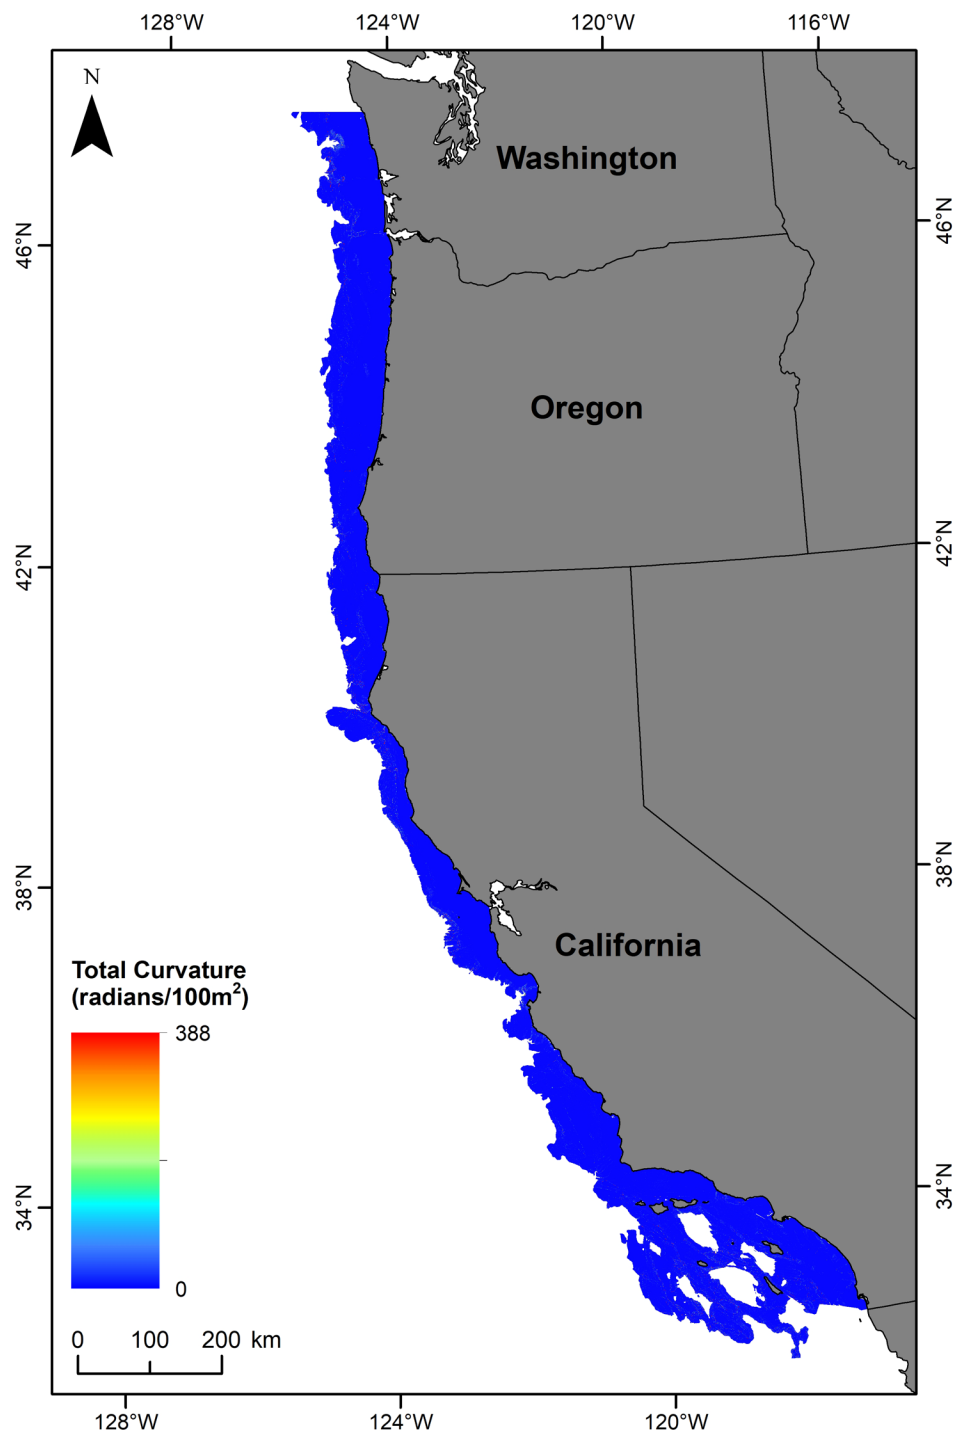 128°W 124°W 120°W 116°W
N
Washington
46°N 46°N
Oregon
42°N 42°N
38°N 38°N
California
Total Curvature
(radians/100m²)
388
34°N 34°N
0
0 100 200 km
128°W 124°W 120°W